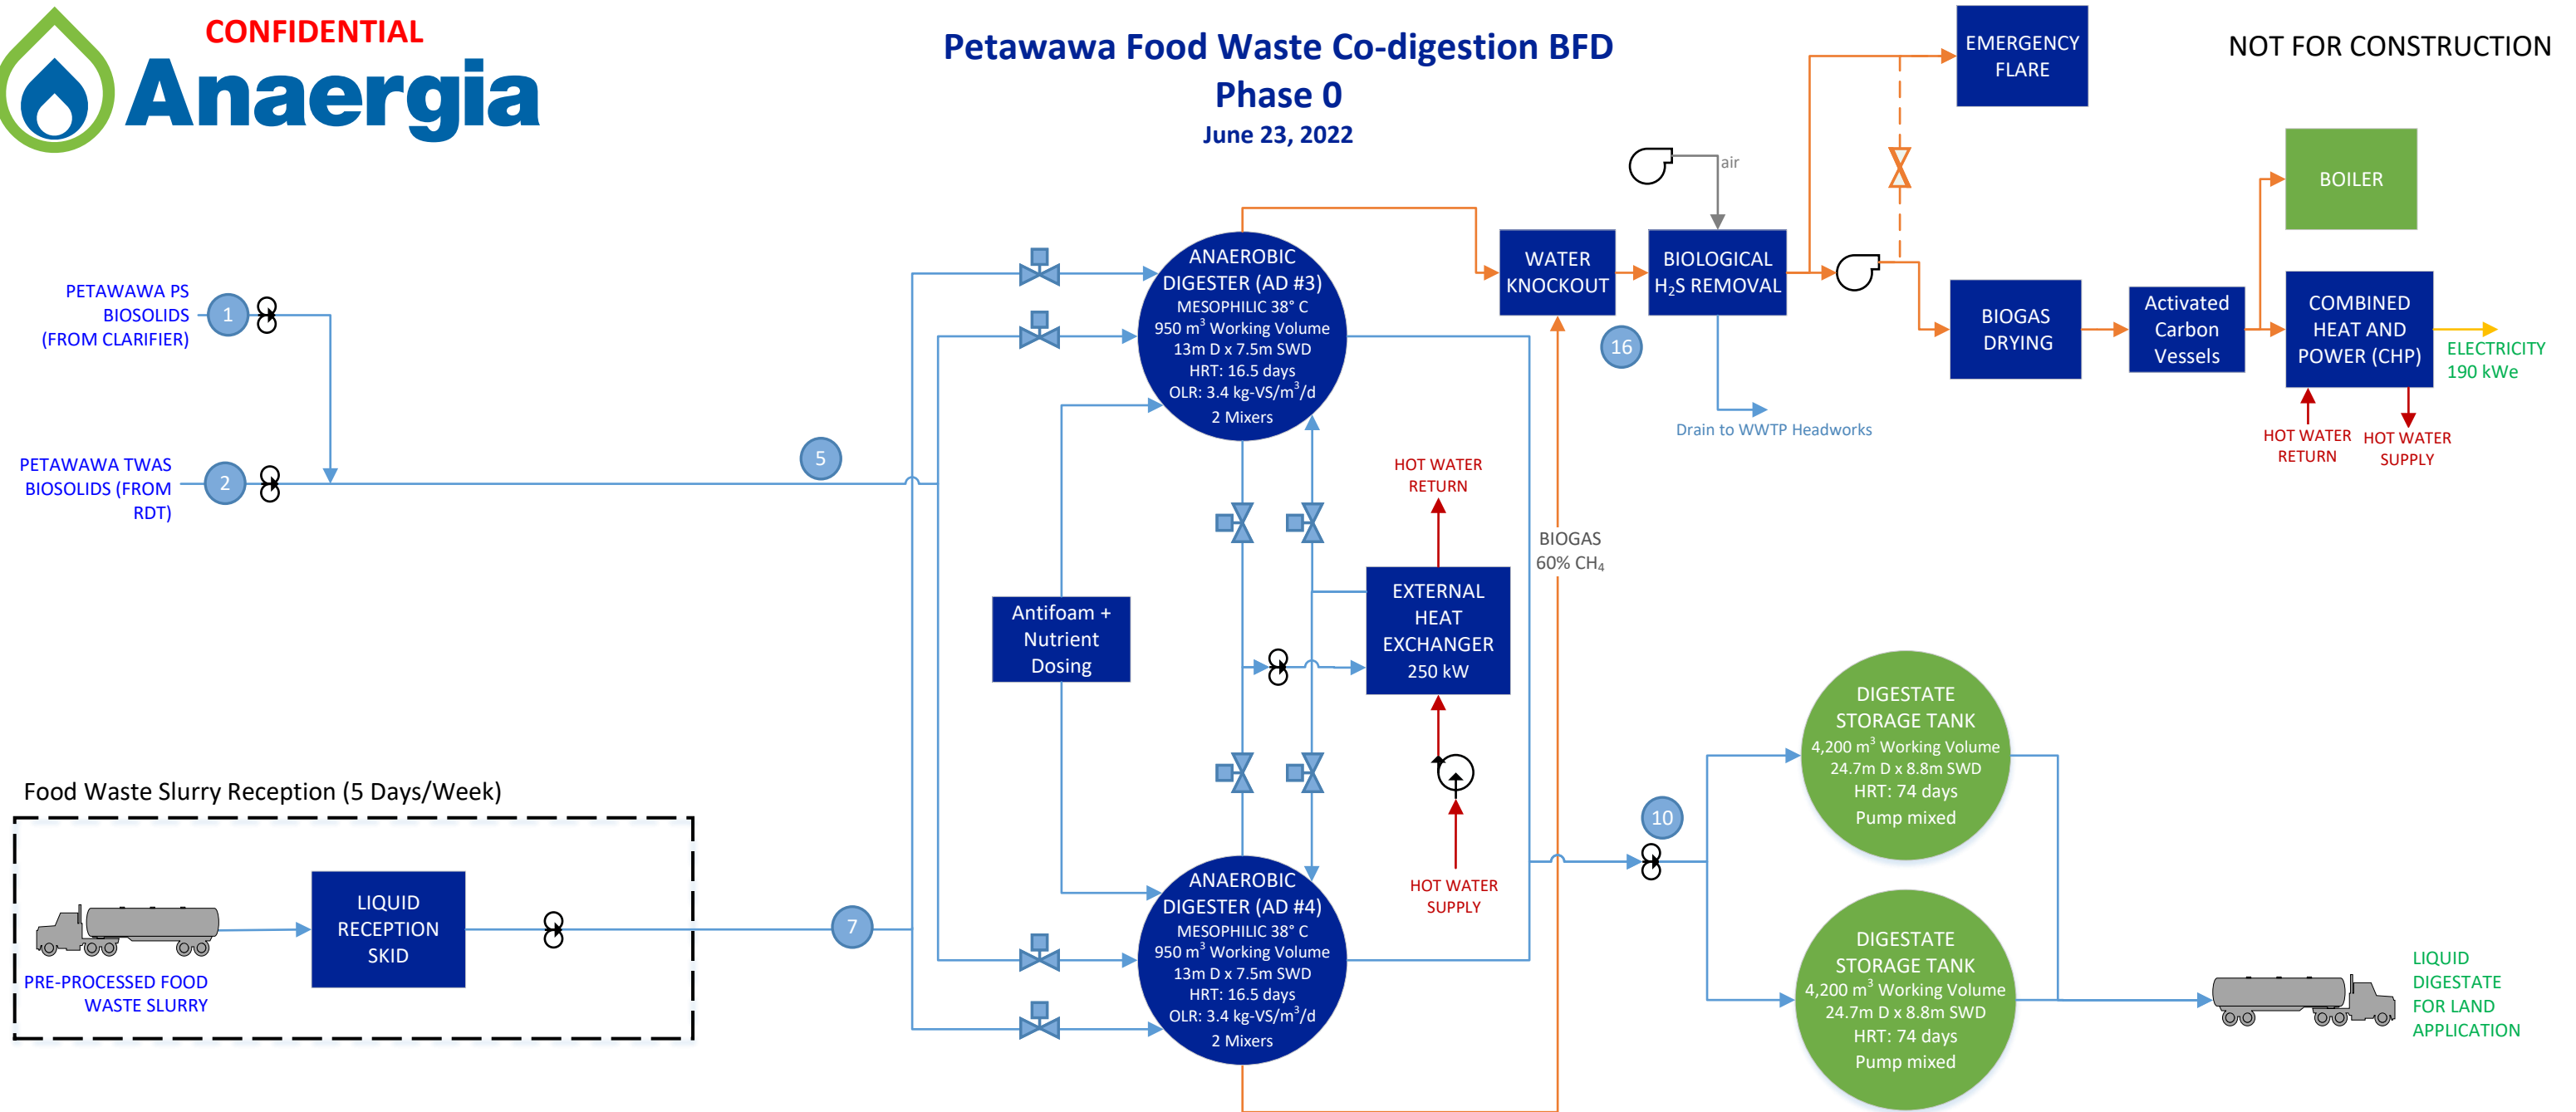 CONFIDENTIAL
Anaergia
Petawawa Food Waste Co-digestion BFD
Phase 0
June 23, 2022
NOT FOR CONSTRUCTION
EMERGENCY
FLARE
BOILER
air
PETAWAWA PS
BIOSOLIDS
(FROM CLARIFIER)
1
PETAWAWA TWAS
BIOSOLIDS (FROM
RDT)
2
5
ANAEROBIC
DIGESTER (AD #3)
MESOPHILIC 38° C
950 m³ Working Volume
13m D x 7.5m SWD
HRT: 16.5 days
OLR: 3.4 kg-VS/m³/d
2 Mixers
WATER
KNOCKOUT
16
BIOLOGICAL
H₂S REMOVAL
Drain to WWTP Headworks
BIOGAS
DRYING
Activated
Carbon
Vessels
COMBINED
HEAT AND
POWER (CHP)
ELECTRICITY
190 kWe
HOT WATER
RETURN
HOT WATER
SUPPLY
HOT WATER
RETURN
BIOGAS
60% CH₄
Antifoam +
Nutrient
Dosing
EXTERNAL
HEAT
EXCHANGER
250 kW
HOT WATER
SUPPLY
Food Waste Slurry Reception (5 Days/Week)
PRE-PROCESSED FOOD
WASTE SLURRY
LIQUID
RECEPTION
SKID
7
ANAEROBIC
DIGESTER (AD #4)
MESOPHILIC 38° C
950 m³ Working Volume
13m D x 7.5m SWD
HRT: 16.5 days
OLR: 3.4 kg-VS/m³/d
2 Mixers
10
DIGESTATE
STORAGE TANK
4,200 m³ Working Volume
24.7m D x 8.8m SWD
HRT: 74 days
Pump mixed
DIGESTATE
STORAGE TANK
4,200 m³ Working Volume
24.7m D x 8.8m SWD
HRT: 74 days
Pump mixed
LIQUID
DIGESTATE
FOR LAND
APPLICATION